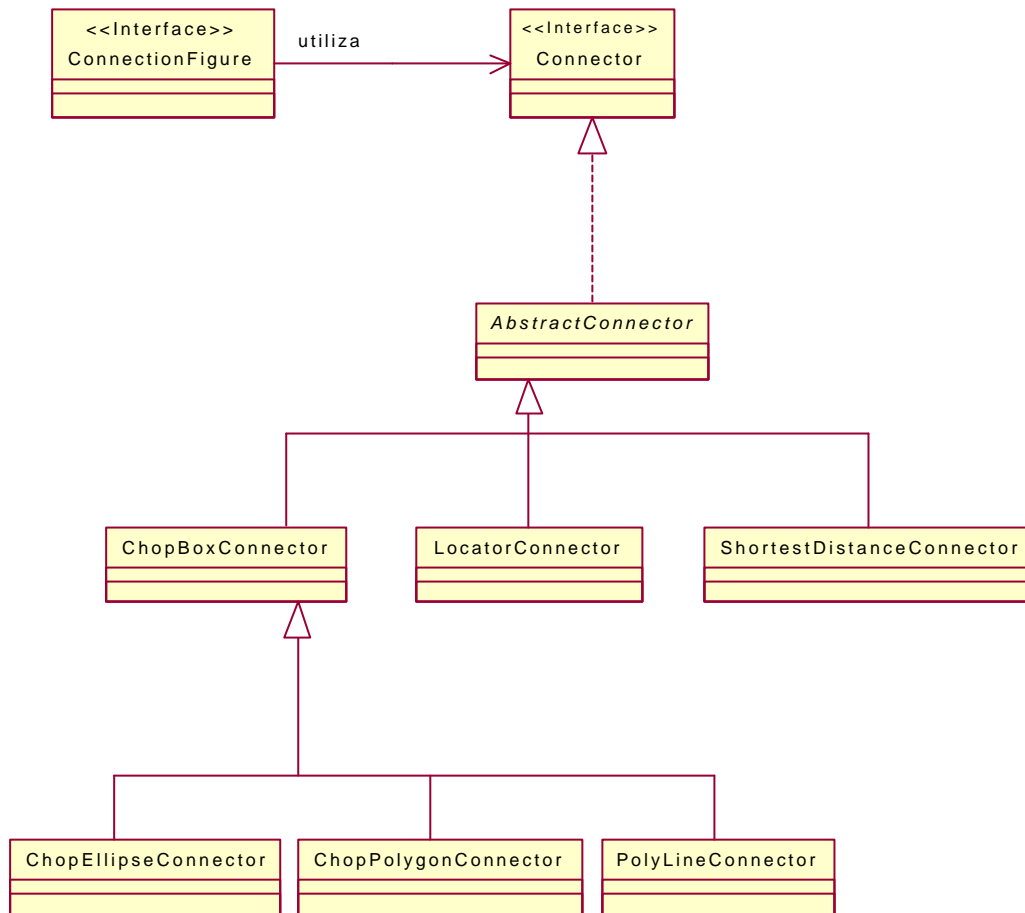 <<Interface>>
ConnectionFigure
utiliza
<<Interface>>
Connector
AbstractConnector
ChopBoxConnector
LocatorConnector
ShortestDistanceConnector
ChopEllipseConnector
ChopPolygonConnector
PolyLineConnector